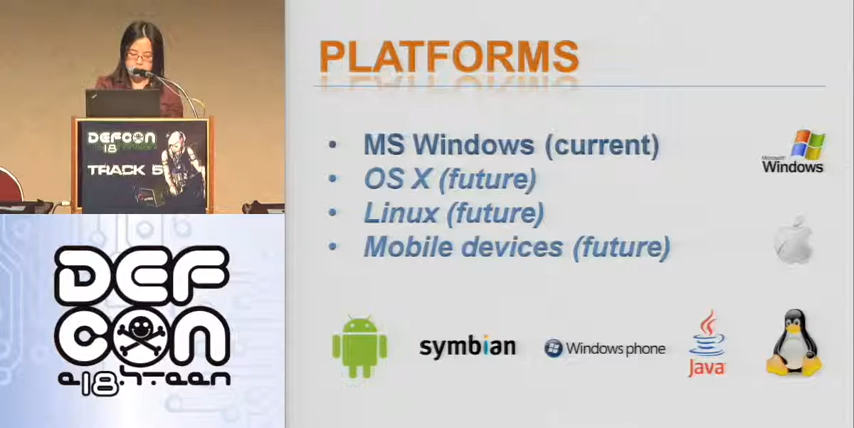 DEFCON
18
TRACK 5
DEF
CON
PLATFORMS
• MS Windows (current)
• OS X (future)
• Linux (future)
• Mobile devices (future)
Microsoft
Windows
symbian
Windows phone
Java